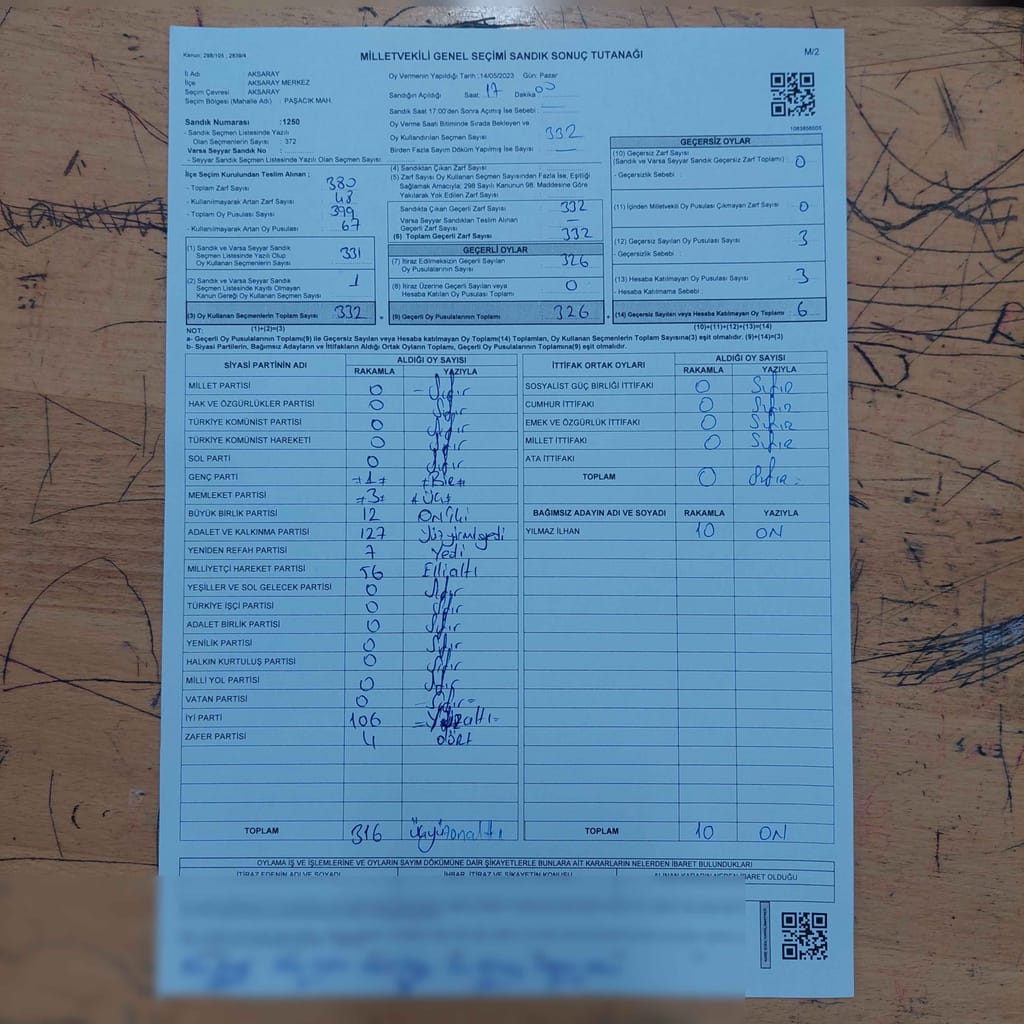 Kanun: 298/105 , 2839/4
MİLLETVEKİLİ GENEL SEÇİMİ SANDIK SONUÇ TUTANAĞI
M/2
İl Adı AKSARAY
İlçe AKSARAY MERKEZ
Seçim Çevresi AKSARAY
Seçim Bölgesi (Mahalle Adı) : PAŞACIK MAH.
Sandık Numarası :1250
- Sandık Seçmen Listesinde Yazılı
Olan Seçmenlerin Sayısı : 372
Varsa Seyyar Sandık No :
- Seyyar Sandık Seçmen Listesinde Yazılı Olan Seçmen Sayısı:
Oy Vermenin Yapıldığı Tarih :14/05/2023 Gün: Pazar
Sandığın Açıldığı Saat: 17 Dakika 00
Sandık Saat 17:00'den Sonra Açımış İse Sebebi :
Oy Verme Saati Bitiminde Sırada Bekleyen ve
Oy Kullandırılan Seçmen Sayısı : 332
Birden Fazla Sayım Döküm Yapılmış İse Sayısı :
1083856605
İlçe Seçim Kurulundan Teslim Alınan ;
- Toplam Zarf Sayısı : 380
- Kullanılmayarak Artan Zarf Sayısı : 48
- Toplam Oy Pusulası Sayısı : 399
- Kullanılmayarak Artan Oy Pusulası : 67
(1) Sandık ve Varsa Seyyar Sandık
Seçmen Listesinde Yazılı Olup
Oy Kullanan Seçmenlerin Sayısı : 331
(2) Sandık ve Varsa Seyyar Sandık
Seçmen Listesinde Kayıtlı Olmayan
Kanun Gereği Oy Kullanan Seçmen Sayısı : 1
(3) Oy Kullanan Seçmenlerin Toplam Sayısı : 332
(4) Sandıktan Çıkan Zarf Sayısı
(5) Zarf Sayısı Oy Kullanan Seçmen Sayısından Fazla İse, Eşitliği
Sağlamak Amacıyla; 298 Sayılı Kanunun 98. Maddesine Göre
Yakılarak Yok Edilen Zarf Sayısı
Sandıkta Çıkan Geçerli Zarf Sayısı : 332
Varsa Seyyar Sandıktan Teslim Alınan
Geçerli Zarf Sayısı
(6) Toplam Geçerli Zarf Sayısı : 332
GEÇERLİ OYLAR
(7) İtiraz Edilmeksizin Geçerli Sayılan
Oy Pusulalarının Sayısı : 326
(8) İtiraz Üzerine Geçerli Sayılan veya
Hesaba Katılan Oy Pusulası Toplamı : 0
(9) Geçerli Oy Pusulalarının Toplamı : 326
GEÇERSİZ OYLAR
(10) Geçersiz Zarf Sayısı
(Sandık ve Varsa Seyyar Sandık Geçersiz Zarf Toplamı) : 0
- Geçersizlik Sebebi :
(11) İçinden Milletvekili Oy Pusulası Çıkmayan Zarf Sayısı : 0
(12) Geçersiz Sayılan Oy Pusulası Sayısı : 3
- Geçersizlik Sebebi :
(13) Hesaba Katılmayan Oy Pusulası Sayısı : 3
- Hesaba Katılmama Sebebi :
(14) Geçersiz Sayılan veya Hesaba Katılmayan Oy Toplamı : 6
NOT: (1)+(2)=(3)
(10)+(11)+(12)+(13)=(14)
a- Geçerli Oy Pusulalarının Toplamı(9) ile Geçersiz Sayılan veya Hesaba katılmayan Oy Toplamı(14) Toplamları, Oy Kullanan Seçmenlerin Toplam Sayısına(3) eşit olmalıdır. (9)+(14)=(3)
b- Siyasi Partilerin, Bağımsız Adayların ve İttifakların Aldığı Ortak Oyların Toplamı, Geçerli Oy Pusulalarının Toplamına(9) eşit olmalıdır.
SİYASİ PARTİNİN ADI ALDIĞI OY SAYISI
RAKAMLA YAZIYLA
MİLLET PARTİSİ 0 - Sıfır
HAK VE ÖZGÜRLÜKLER PARTİSİ 0 Sıfır
TÜRKİYE KOMÜNİST PARTİSİ 0 Sıfır
TÜRKİYE KOMÜNİST HAREKETİ 0 Sıfır
SOL PARTİ 0 Sıfır
GENÇ PARTİ 1 Bir
MEMLEKET PARTİSİ 3 Üç
BÜYÜK BİRLİK PARTİSİ 12 ONİKİ
ADALET VE KALKINMA PARTİSİ 127 Yüzyirmiyedi
YENİDEN REFAH PARTİSİ 7 Yedi
MİLLİYETÇİ HAREKET PARTİSİ 56 Ellialtı
YEŞİLLER VE SOL GELECEK PARTİSİ 0 Sıfır
TÜRKİYE İŞÇİ PARTİSİ 0 Sıfır
ADALET BİRLİK PARTİSİ 0 Sıfır
YENİLİK PARTİSİ 0 Sıfır
HALKIN KURTULUŞ PARTİSİ 0 Sıfır
MİLLİ YOL PARTİSİ 0 Sıfır
VATAN PARTİSİ 0 - Sıfır =
İYİ PARTİ 106 = Yüzaltı =
ZAFER PARTİSİ 4 DÖRT
TOPLAM 316 Üçyüzonaltı
İTTİFAK ORTAK OYLARI ALDIĞI OY SAYISI
RAKAMLA YAZIYLA
SOSYALİST GÜÇ BİRLİĞİ İTTİFAKI 0 Sıfır
CUMHUR İTTİFAKI 0 Sıfır
EMEK VE ÖZGÜRLÜK İTTİFAKI 0 Sıfır
MİLLET İTTİFAKI 0 Sıfır
ATA İTTİFAKI
TOPLAM 0 Sıfır
BAĞIMSIZ ADAYIN ADI VE SOYADI RAKAMLA YAZIYLA
YILMAZ İLHAN 10 ON
TOPLAM 10 ON
OYLAMA İŞ VE İŞLEMLERİNE VE OYLARIN SAYIM DÖKÜMÜNE DAİR ŞİKAYETLERLE BUNLARA AİT KARARLARIN NELERDEN İBARET BULUNDUKLARI
İTİRAZ EDENİN ADI VE SOYADI İHBAR, İTİRAZ VE ŞİKAYETİN KONUSU ALINAN KARARIN NEDEN İBARET OLDUĞU